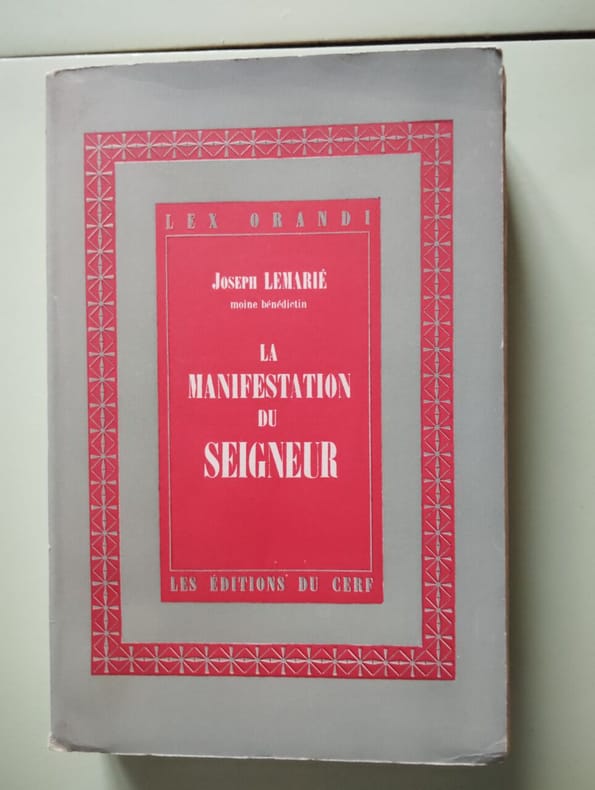 LEX ORANDI
JOSEPH LEMARIÉ
moine bénédictin
LA
MANIFESTATION
DU
SEIGNEUR
LES ÉDITIONS DU CERF